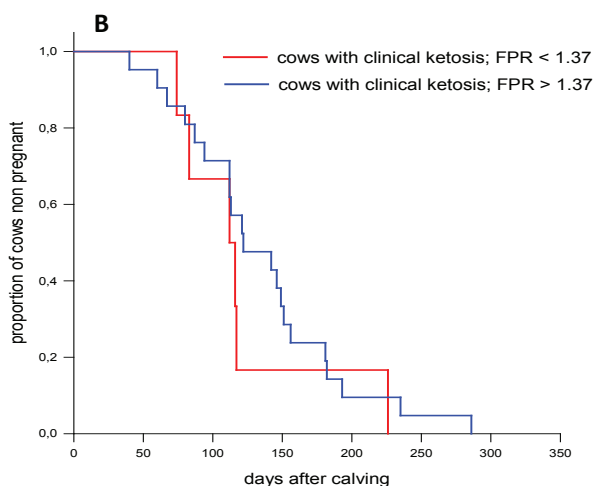 B
cows with clinical ketosis; FPR < 1.37
cows with clinical ketosis; FPR > 1.37
proportion of cows non pregnant
1,0
0,8
0,6
0,4
0,2
0,0
0 50 100 150 200 250 300 350
days after calving